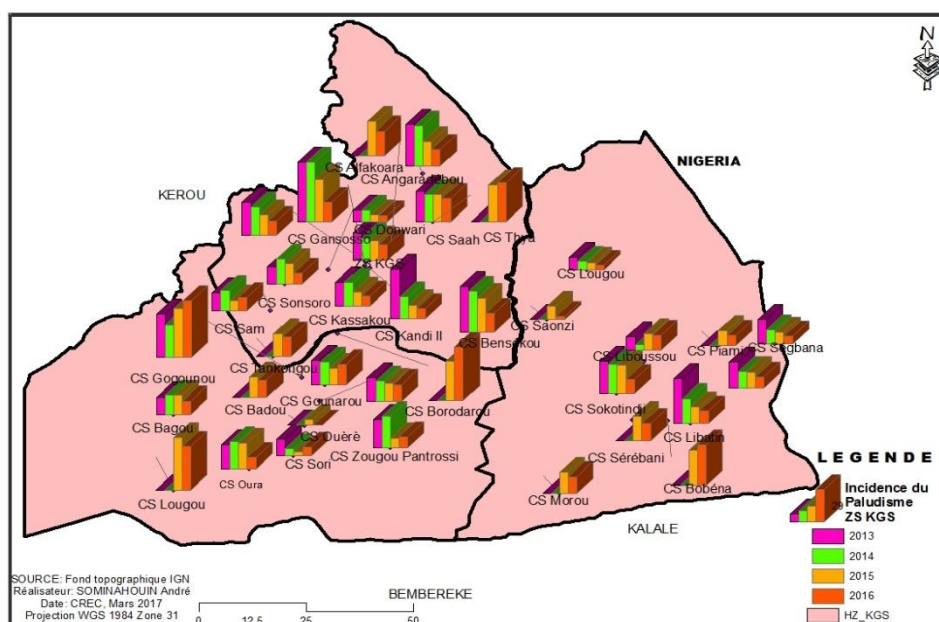 N
NIGERIA
KEROU
CS Alfakoara
CS Angaradébou
CS Donwari
CS Gansosso
CS Saah
CS Thya
ZS KGS
CS Lougou
CS Sonsoro
CS Sam
CS Kassakou
CS Kandi II
CS Bensékou
CS Saonzi
CS Liboussou
CS Piami
CS Ségbana
CS Gogounou
CS Tankougou
CS Badou
CS Gounarou
CS Borodarou
CS Sokotindji
CS Libatin
CS Bagou
CS Ouèrè
CS Sori
CS Zougou Pantrossi
CS Sérébani
CS Oura
CS Lougou
CS Morou
CS Bobéna
KALALE
BEMBEREKE
LEGENDE
Incidence du
Paludisme
ZS KGS
2013
2014
2015
2016
HZ_KGS
SOURCE: Fond topographique IGN
Réalisateur: SOMINAHOUIN André
Date: CREC, Mars 2017
Projection WGS 1984 Zone 31
0 12,5 25 50